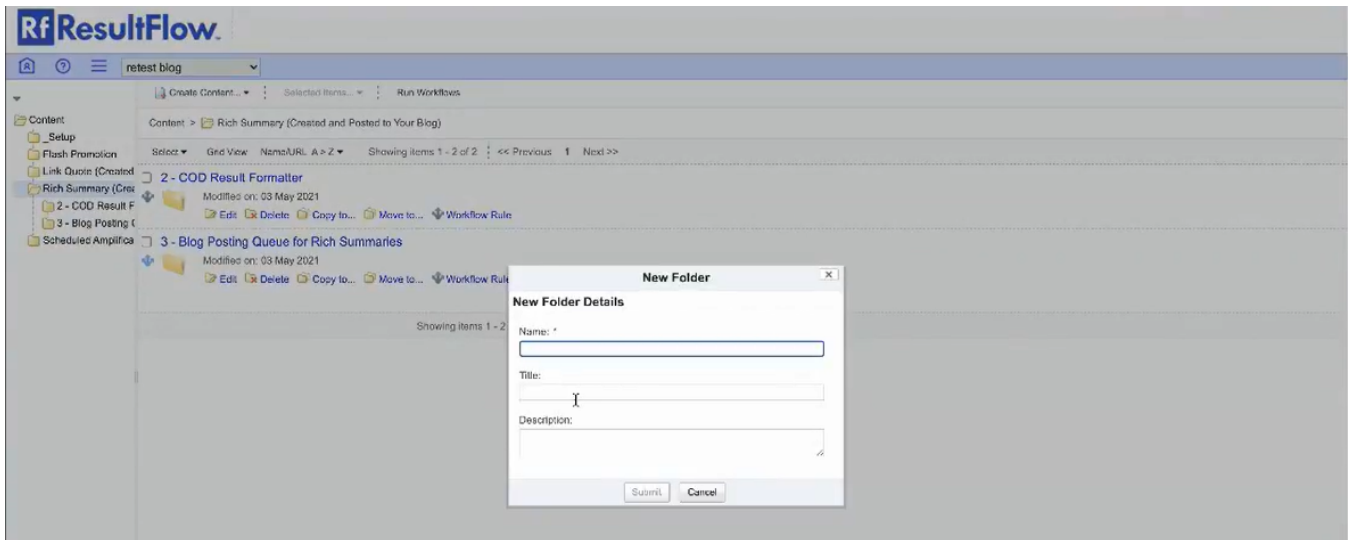 Rf ResultFlow.
retest blog
Create Content... Selected Items... Run Workflows
Content
_Setup
Flash Promotion
Link Quote (Created
Rich Summary (Crea
2 - COD Result F
3 - Blog Posting (
Scheduled Amplifica
Content > Rich Summary (Created and Posted to Your Blog)
Select Grid View Name/URL A > Z Showing items 1 - 2 of 2 << Previous 1 Next >>
2 - COD Result Formatter
Modified on: 03 May 2021
Edit Delete Copy to... Move to... Workflow Rule
3 - Blog Posting Queue for Rich Summaries
Modified on: 03 May 2021
Edit Delete Copy to... Move to... Workflow Rule
Showing items 1 - 2
New Folder
New Folder Details
Name: *
Title:
Description:
Submit Cancel